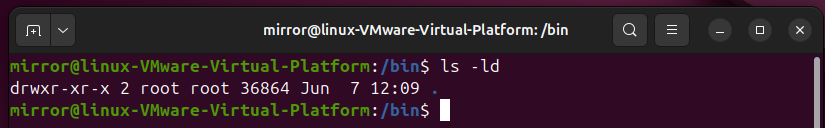 mirror@linux-VMware-Virtual-Platform: /bin
mirror@linux-VMware-Virtual-Platform:/bin$ ls -ld
drwxr-xr-x 2 root root 36864 Jun  7 12:09 .
mirror@linux-VMware-Virtual-Platform:/bin$